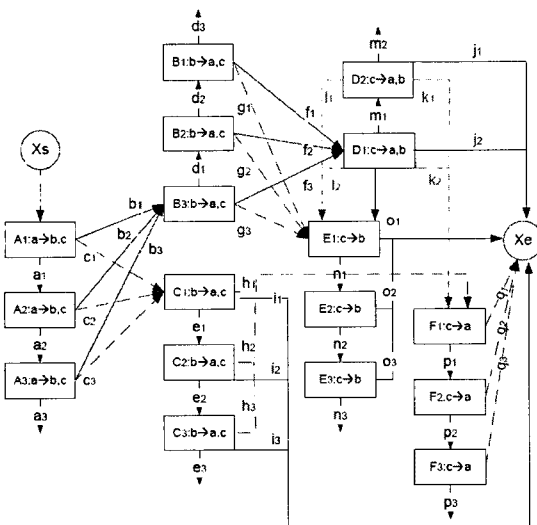 d₃
m₂
B₁:b→a,c
D₂:c→a,b
j₁
l₁
k₁
d₂
g₁
f₁
m₁
B₂:b→a,c
D₁:c→a,b
j₂
f₂
Xs
d₁
g₂
f₃
l₂
k₂
B₃:b→a,c
b₁
b₂
b₃
g₃
A₁:a→b,c
E₁:c→b
o₁
Xe
c₁
a₁
n₁
C₁:b→a,c
h₁
i₁
o₂
q₁
A₂:a→b,c
E₂:c→b
F₁:c→a
q₂
c₂
e₁
a₂
n₂
o₃
p₁
q₃
C₂:b→a,c
h₂
i₂
A₃:a→b,c
c₃
E₃:c→b
F₂:c→a
e₂
h₃
a₃
n₃
p₂
C₃:b→a,c
i₃
F₃:c→a
e₃
p₃